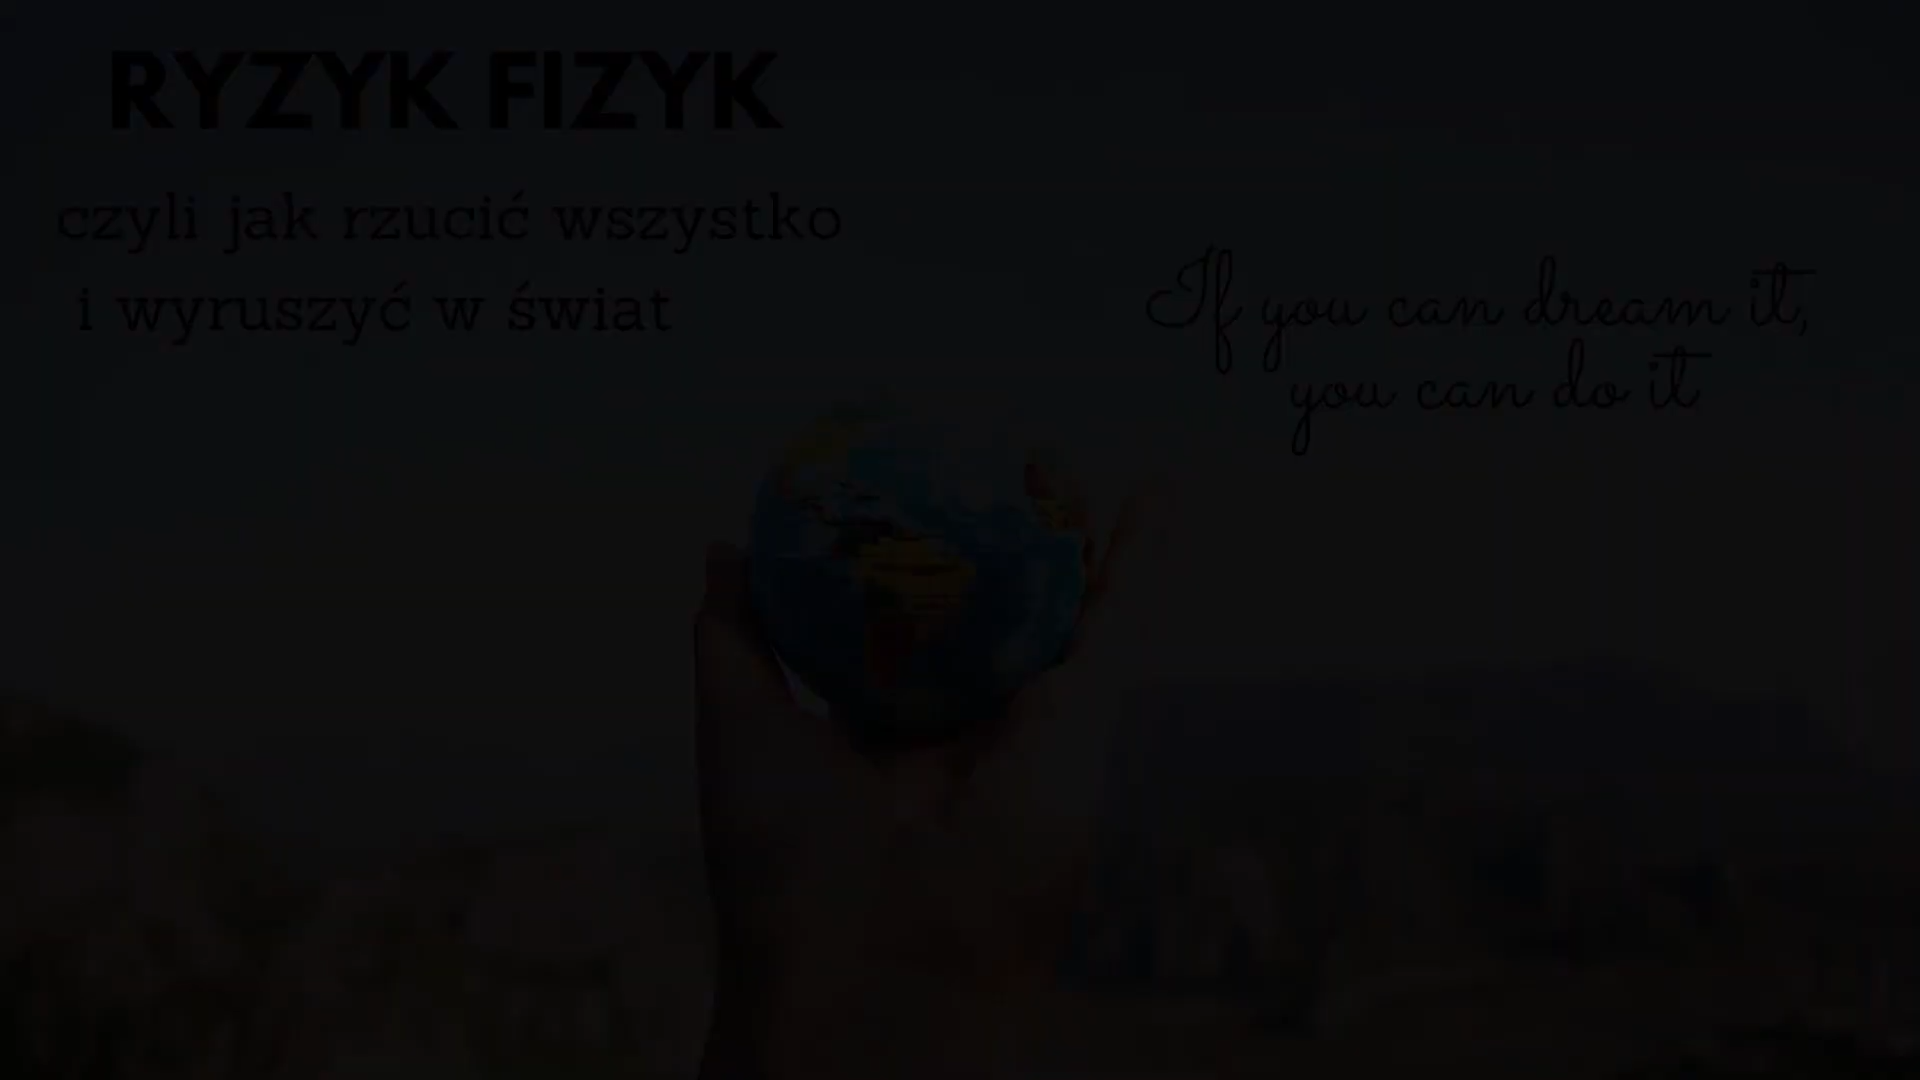 RYZYK FIZYK
czyli jak rzucić wszystko
i wyruszyć w świat
If you can dream it,
you can do it